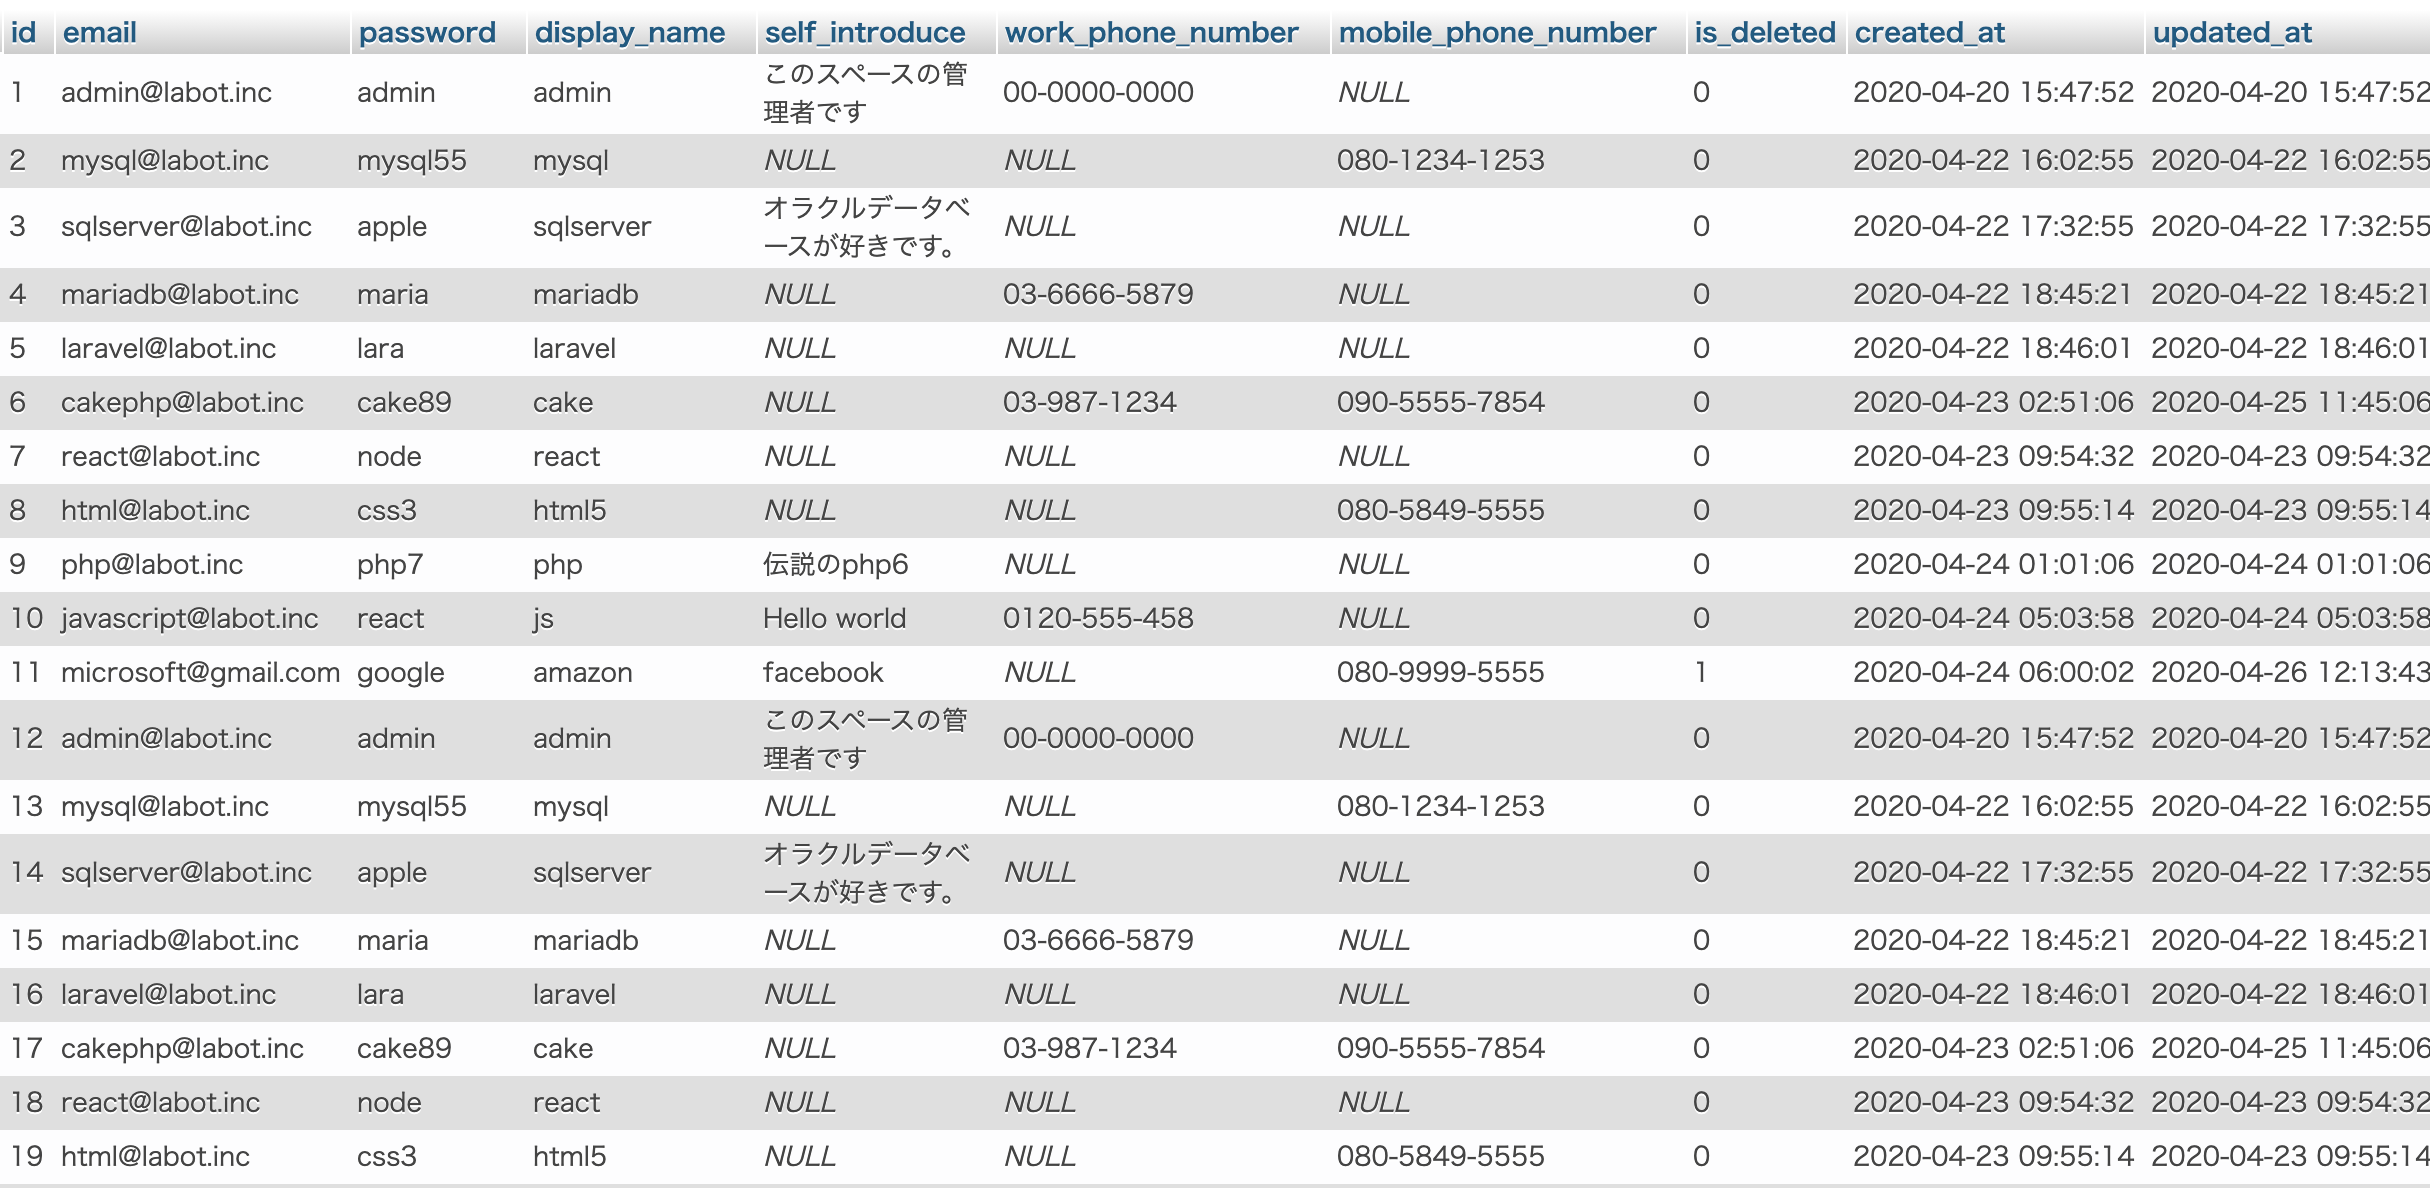 id email password display_name self_introduce work_phone_number mobile_phone_number is_deleted created_at updated_at
1 admin@labot.inc admin admin このスペースの管
理者です 00-0000-0000 NULL 0 2020-04-20 15:47:52 2020-04-20 15:47:52
2 mysql@labot.inc mysql55 mysql NULL NULL 080-1234-1253 0 2020-04-22 16:02:55 2020-04-22 16:02:55
3 sqlserver@labot.inc apple sqlserver オラクルデータベ
ースが好きです。 NULL NULL 0 2020-04-22 17:32:55 2020-04-22 17:32:55
4 mariadb@labot.inc maria mariadb NULL 03-6666-5879 NULL 0 2020-04-22 18:45:21 2020-04-22 18:45:21
5 laravel@labot.inc lara laravel NULL NULL NULL 0 2020-04-22 18:46:01 2020-04-22 18:46:01
6 cakephp@labot.inc cake89 cake NULL 03-987-1234 090-5555-7854 0 2020-04-23 02:51:06 2020-04-25 11:45:06
7 react@labot.inc node react NULL NULL NULL 0 2020-04-23 09:54:32 2020-04-23 09:54:32
8 html@labot.inc css3 html5 NULL NULL 080-5849-5555 0 2020-04-23 09:55:14 2020-04-23 09:55:14
9 php@labot.inc php7 php 伝説のphp6 NULL NULL 0 2020-04-24 01:01:06 2020-04-24 01:01:06
10 javascript@labot.inc react js Hello world 0120-555-458 NULL 0 2020-04-24 05:03:58 2020-04-24 05:03:58
11 microsoft@gmail.com google amazon facebook NULL 080-9999-5555 1 2020-04-24 06:00:02 2020-04-26 12:13:43
12 admin@labot.inc admin admin このスペースの管
理者です 00-0000-0000 NULL 0 2020-04-20 15:47:52 2020-04-20 15:47:52
13 mysql@labot.inc mysql55 mysql NULL NULL 080-1234-1253 0 2020-04-22 16:02:55 2020-04-22 16:02:55
14 sqlserver@labot.inc apple sqlserver オラクルデータベ
ースが好きです。 NULL NULL 0 2020-04-22 17:32:55 2020-04-22 17:32:55
15 mariadb@labot.inc maria mariadb NULL 03-6666-5879 NULL 0 2020-04-22 18:45:21 2020-04-22 18:45:21
16 laravel@labot.inc lara laravel NULL NULL NULL 0 2020-04-22 18:46:01 2020-04-22 18:46:01
17 cakephp@labot.inc cake89 cake NULL 03-987-1234 090-5555-7854 0 2020-04-23 02:51:06 2020-04-25 11:45:06
18 react@labot.inc node react NULL NULL NULL 0 2020-04-23 09:54:32 2020-04-23 09:54:32
19 html@labot.inc css3 html5 NULL NULL 080-5849-5555 0 2020-04-23 09:55:14 2020-04-23 09:55:14